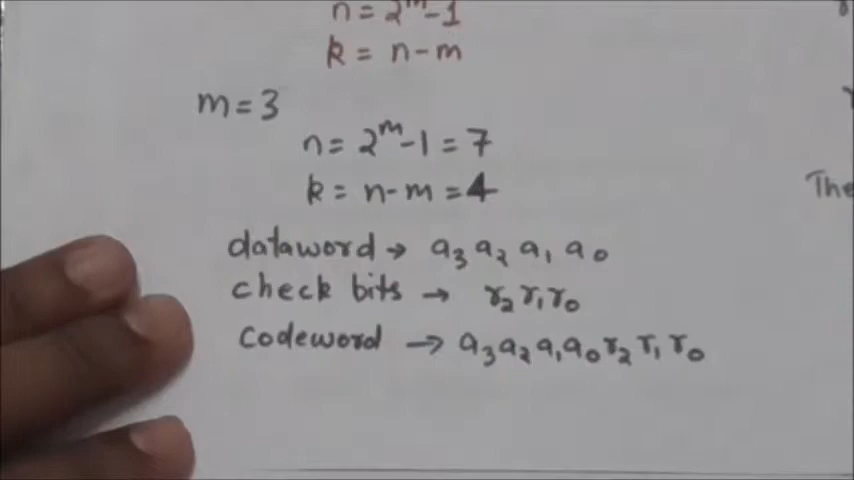 n = 2^m - 1
k = n - m
m = 3
n = 2^m - 1 = 7
k = n - m = 4
The
dataword → a₃ a₂ a₁ a₀
check bits → r₂ r₁ r₀
codeword → a₃ a₂ a₁ a₀ r₂ r₁ r₀